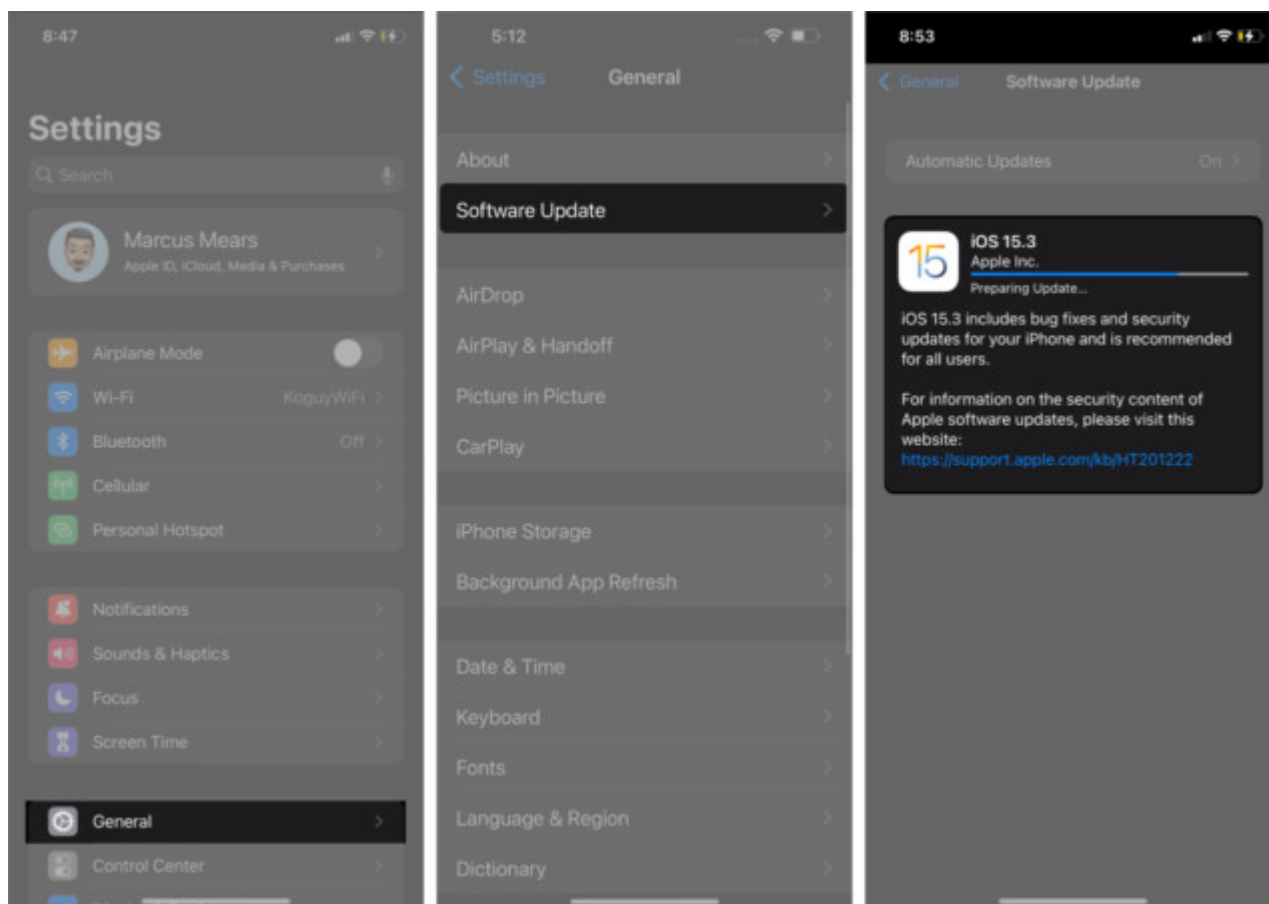 8:47
Settings
Search
Marcus Mears
Apple ID, iCloud, Media & Purchases
Airplane Mode
Wi-Fi KoguyWiFi
Bluetooth Off
Cellular
Personal Hotspot
Notifications
Sounds & Haptics
Focus
Screen Time
General
Control Center
5:12
Settings General
About
Software Update
AirDrop
AirPlay & Handoff
Picture in Picture
CarPlay
iPhone Storage
Background App Refresh
Date & Time
Keyboard
Fonts
Language & Region
Dictionary
8:53
General Software Update
Automatic Updates On
15
iOS 15.3
Apple Inc.
Preparing Update...
iOS 15.3 includes bug fixes and security
updates for your iPhone and is recommended
for all users.
For information on the security content of
Apple software updates, please visit this
website:
https://support.apple.com/kb/HT201222